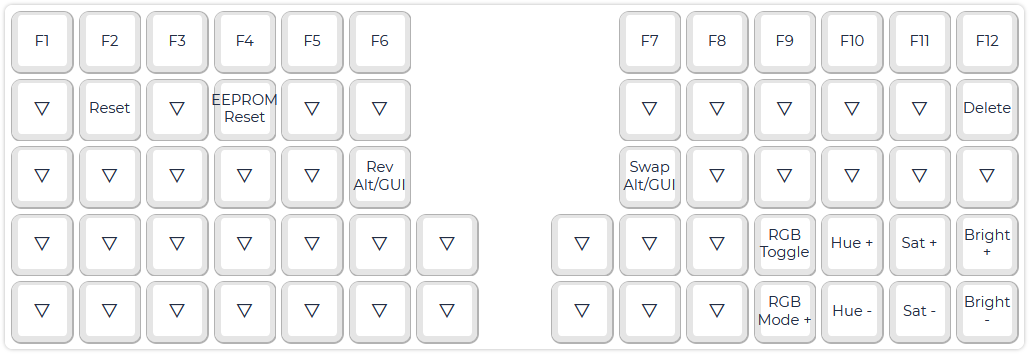 F1 F2 F3 F4 F5 F6 F7 F8 F9 F10 F11 F12
▽ Reset ▽ EEPROM Reset ▽ ▽ ▽ ▽ ▽ ▽ ▽ Delete
▽ ▽ ▽ ▽ ▽ Rev Alt/GUI Swap Alt/GUI ▽ ▽ ▽ ▽ ▽
▽ ▽ ▽ ▽ ▽ ▽ ▽ ▽ ▽ ▽ RGB Toggle Hue + Sat + Bright +
▽ ▽ ▽ ▽ ▽ ▽ ▽ ▽ ▽ ▽ RGB Mode + Hue - Sat - Bright -